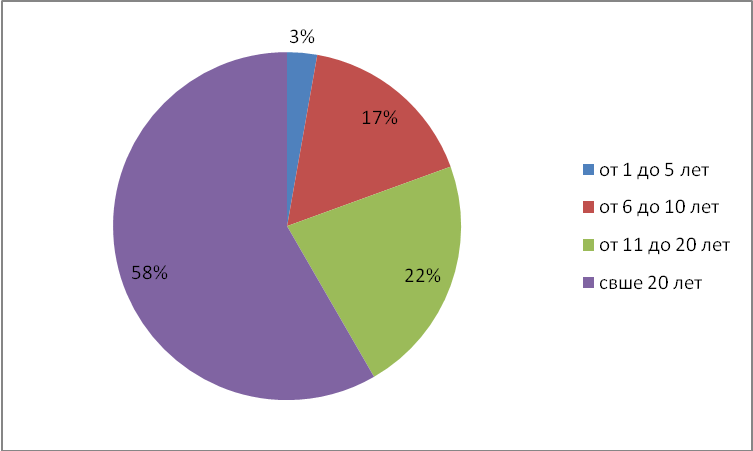 3%
17%
22%
58%
от 1 до 5 лет
от 6 до 10 лет
от 11 до 20 лет
свше 20 лет